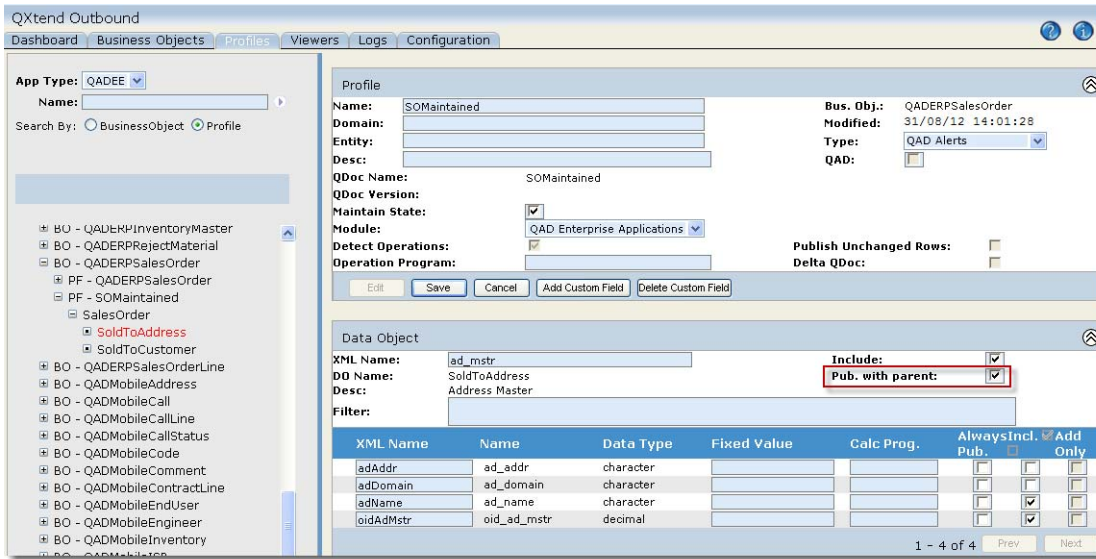 QXtend Outbound
Dashboard Business Objects Profiles Viewers Logs Configuration
App Type: QADEE
Name:
Search By: BusinessObject Profile
BO - QADERPInventoryMaster
BO - QADERPRejectMaterial
BO - QADERPSalesOrder
PF - QADERPSalesOrder
PF - SOMaintained
SalesOrder
SoldToAddress
SoldToCustomer
BO - QADERPSalesOrderLine
BO - QADMobileAddress
BO - QADMobileCall
BO - QADMobileCallLine
BO - QADMobileCallStatus
BO - QADMobileCode
BO - QADMobileComment
BO - QADMobileContractLine
BO - QADMobileEndUser
BO - QADMobileEngineer
BO - QADMobileInventory
Profile
Name: SOMaintained Bus. Obj.: QADERPSalesOrder
Domain: Modified: 31/08/12 14:01:28
Entity: Type: QAD Alerts
Desc: QAD:
QDoc Name: SOMaintained
QDoc Version:
Maintain State:
Module: QAD Enterprise Applications
Detect Operations: Publish Unchanged Rows:
Operation Program: Delta QDoc:
Edit Save Cancel Add Custom Field Delete Custom Field
Data Object
XML Name: ad_mstr Include:
DO Name: SoldToAddress Pub. with parent:
Desc: Address Master
Filter:
XML Name Name Data Type Fixed Value Calc Prog. Always Pub. Incl. Add Only
adAddr ad_addr character
adDomain ad_domain character
adName ad_name character
oidAdMstr oid_ad_mstr decimal
1 - 4 of 4 Prev Next